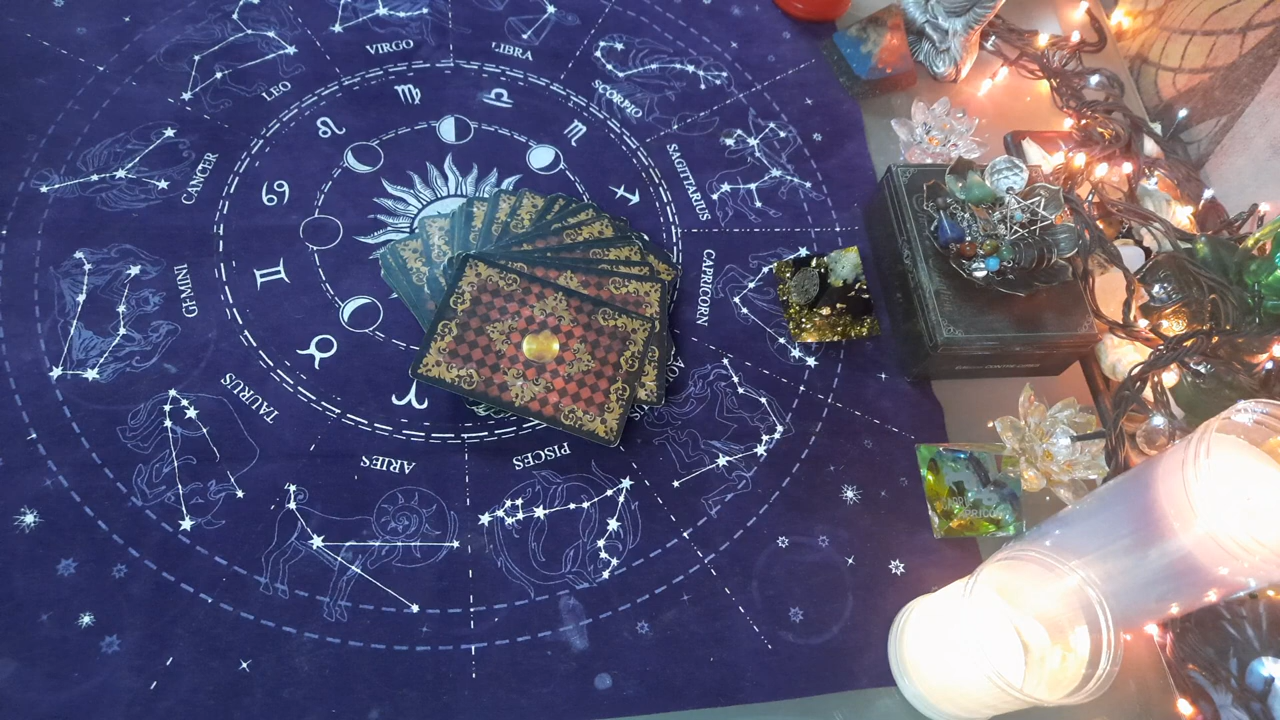 VIRGO
LIBRA
LEO
SCORPIO
CANCER
SAGITTARIUS
GEMINI
CAPRICORN
TAURUS
ARIES
PISCES